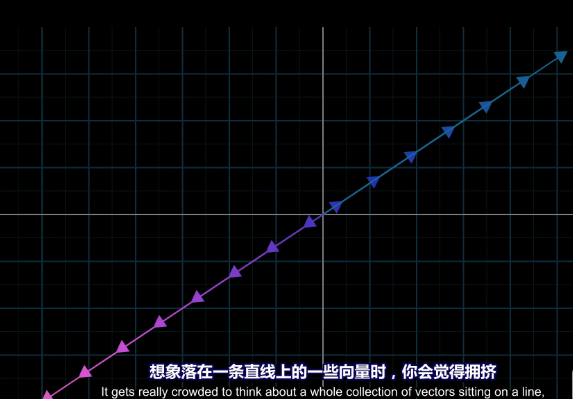 想象落在一条直线上的一些向量时，你会觉得拥挤
It gets really crowded to think about a whole collection of vectors sitting on a line,